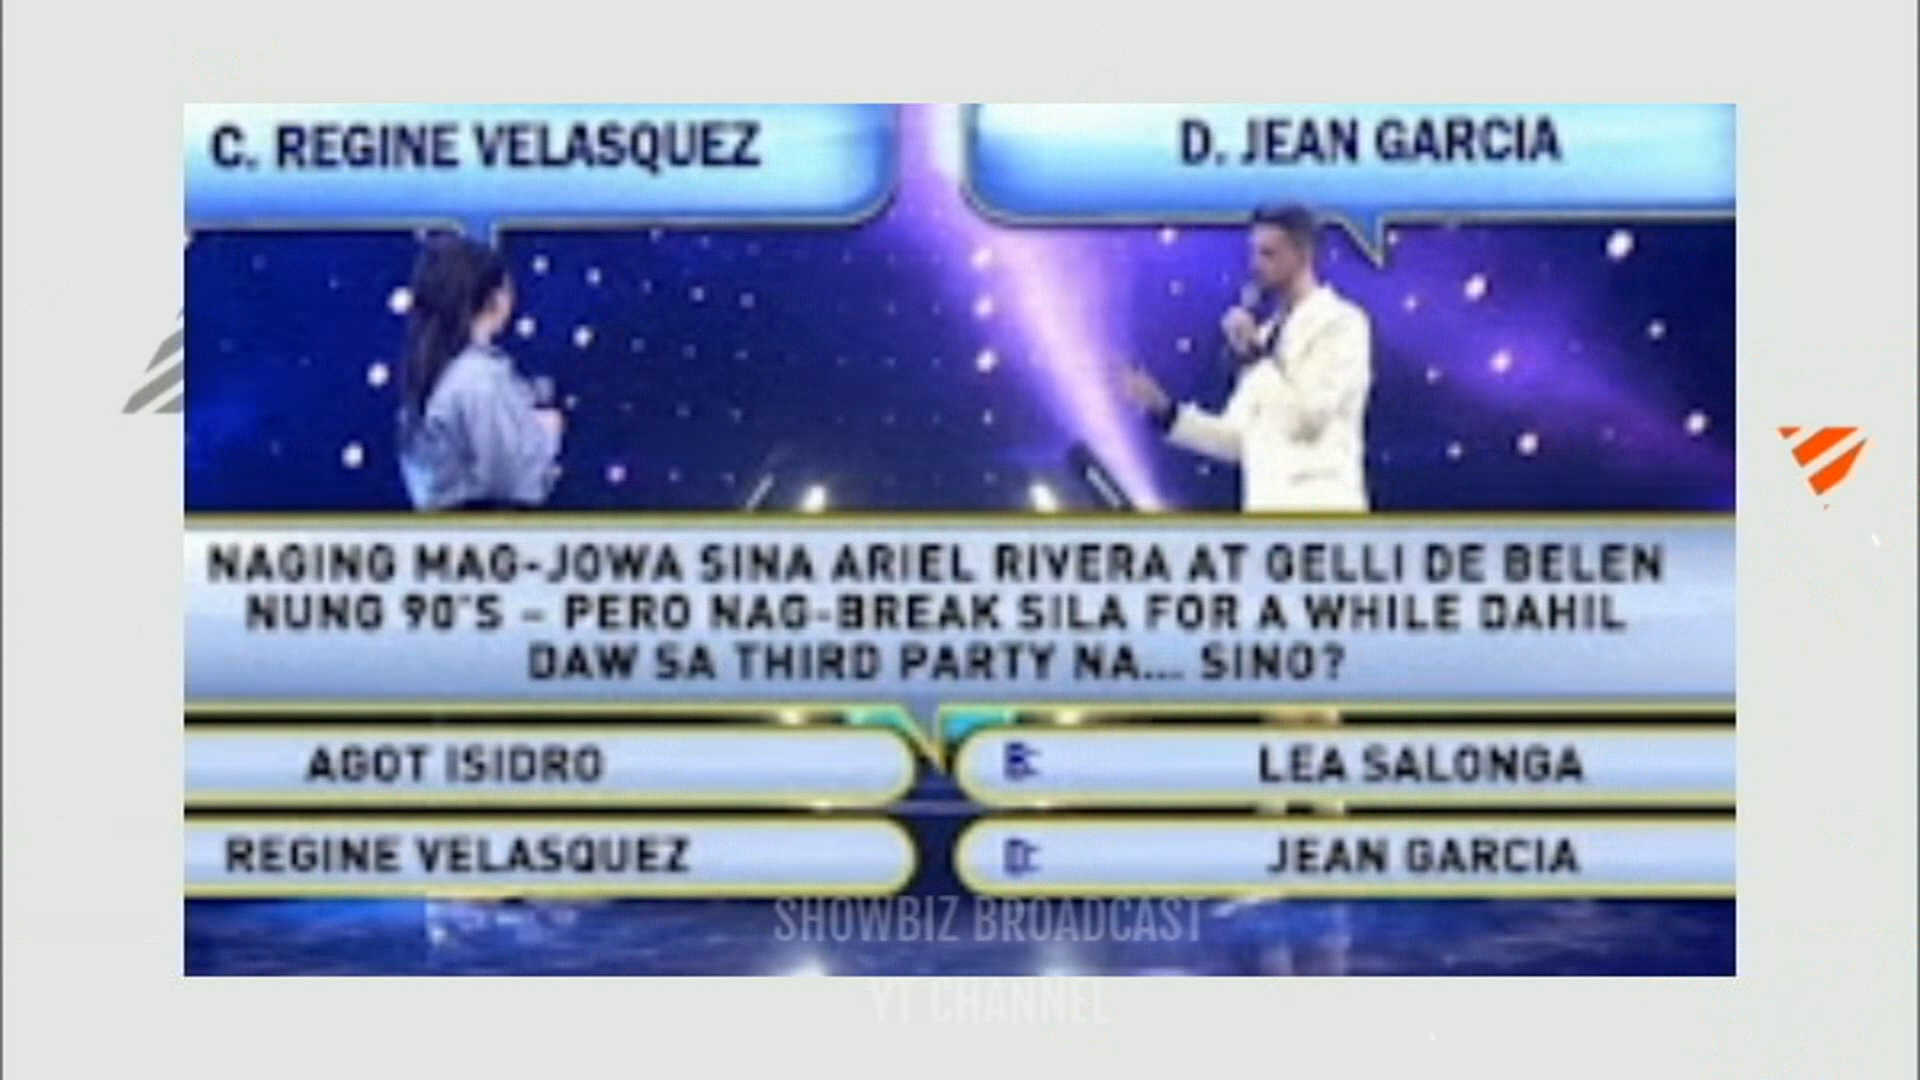 C. REGINE VELASQUEZ
D. JEAN GARCIA
NAGING MAG-JOWA SINA ARIEL RIVERA AT GELLI DE BELEN
NUNG 90'S – PERO NAG-BREAK SILA FOR A WHILE DAHIL
DAW SA THIRD PARTY NA... SINO?
AGOT ISIDRO
B: LEA SALONGA
REGINE VELASQUEZ
D: JEAN GARCIA
SHOWBIZ BROADCAST
YT CHANNEL